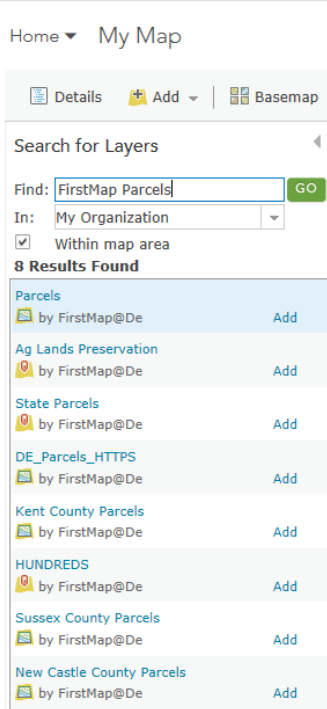 Home My Map
Details Add Basemap
Search for Layers
Find: FirstMap Parcels GO
In: My Organization
Within map area
8 Results Found
Parcels
by FirstMap@De Add
Ag Lands Preservation
by FirstMap@De Add
State Parcels
by FirstMap@De Add
DE_Parcels_HTTPS
by FirstMap@De Add
Kent County Parcels
by FirstMap@De Add
HUNDREDS
by FirstMap@De Add
Sussex County Parcels
by FirstMap@De Add
New Castle County Parcels
by FirstMap@De Add